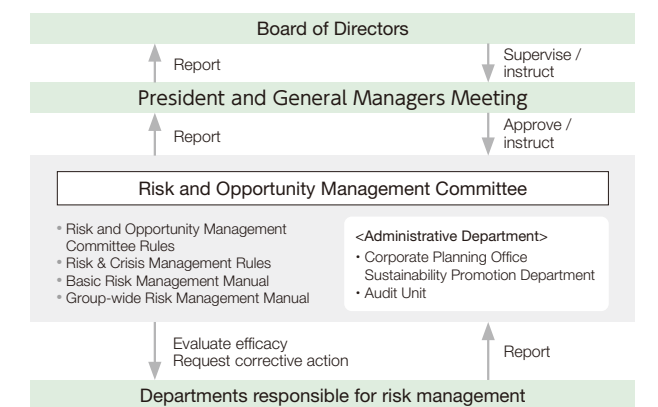 Board of Directors
Report
Supervise /
instruct
President and General Managers Meeting
Report
Approve /
instruct
Risk and Opportunity Management Committee
• Risk and Opportunity Management
Committee Rules
• Risk & Crisis Management Rules
• Basic Risk Management Manual
• Group-wide Risk Management Manual
<Administrative Department>
・Corporate Planning Office
Sustainability Promotion Department
・Audit Unit
Evaluate efficacy
Request corrective action
Report
Departments responsible for risk management